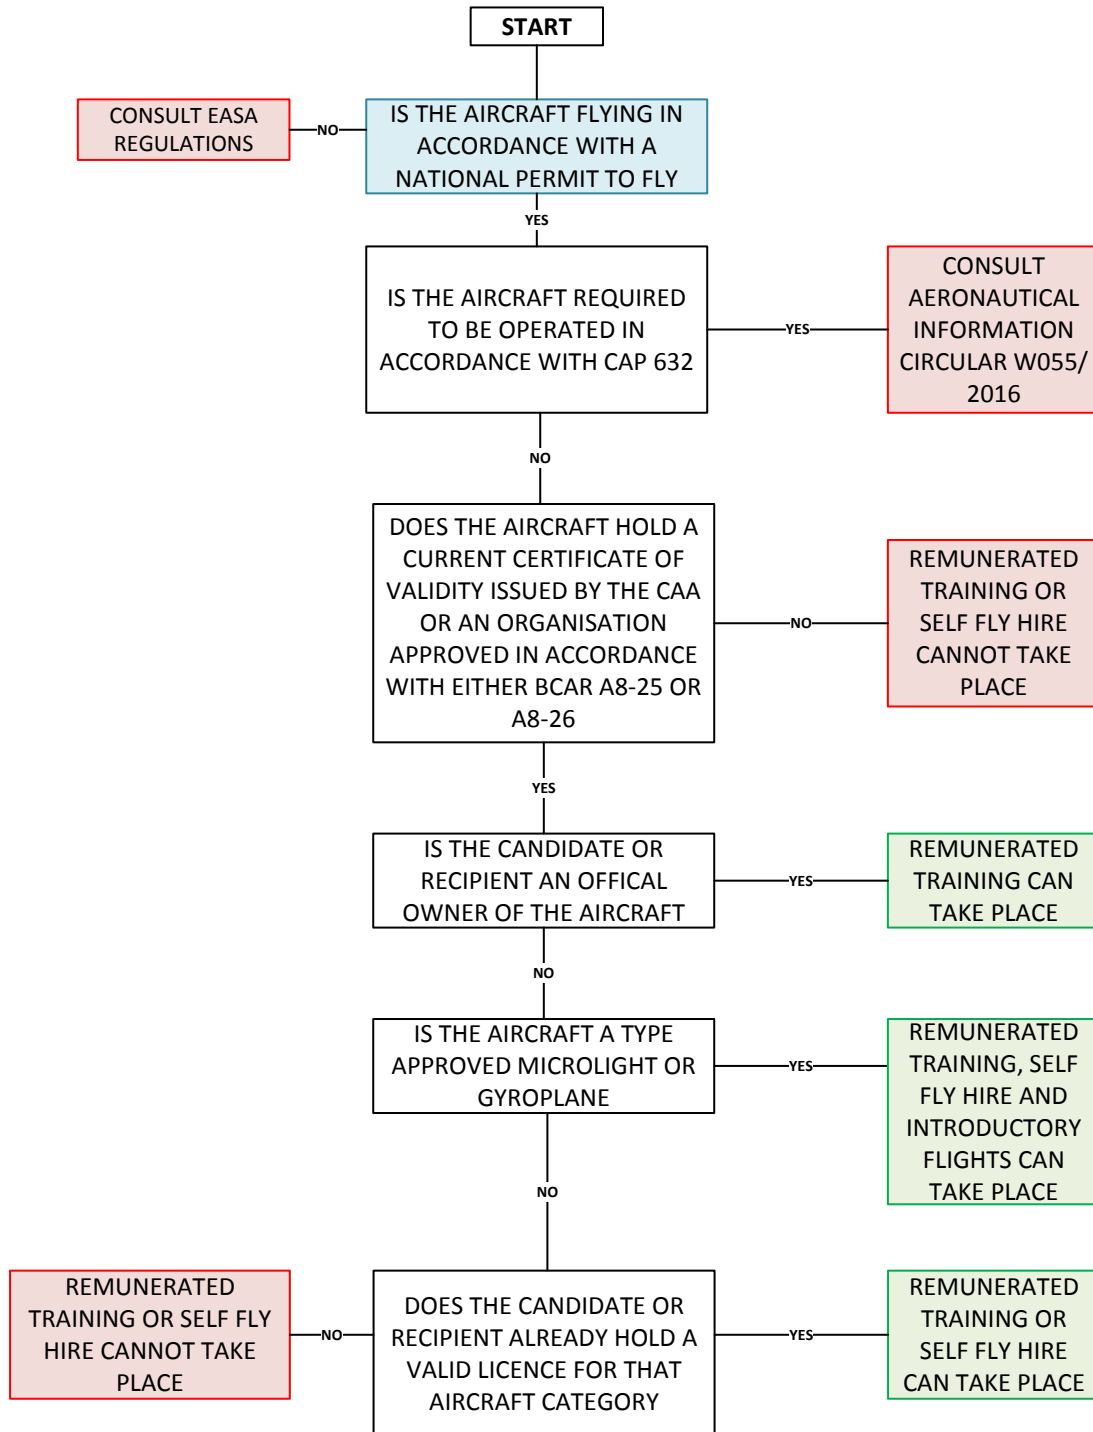 START
CONSULT EASA
REGULATIONS
NO
IS THE AIRCRAFT FLYING IN
ACCORDANCE WITH A
NATIONAL PERMIT TO FLY
YES
IS THE AIRCRAFT REQUIRED
TO BE OPERATED IN
ACCORDANCE WITH CAP 632
YES
CONSULT
AERONAUTICAL
INFORMATION
CIRCULAR W055/
2016
NO
DOES THE AIRCRAFT HOLD A
CURRENT CERTIFICATE OF
VALIDITY ISSUED BY THE CAA
OR AN ORGANISATION
APPROVED IN ACCORDANCE
WITH EITHER BCAR A8-25 OR
A8-26
NO
REMUNERATED
TRAINING OR
SELF FLY HIRE
CANNOT TAKE
PLACE
YES
IS THE CANDIDATE OR
RECIPIENT AN OFFICAL
OWNER OF THE AIRCRAFT
YES
REMUNERATED
TRAINING CAN
TAKE PLACE
NO
IS THE AIRCRAFT A TYPE
APPROVED MICROLIGHT OR
GYROPLANE
YES
REMUNERATED
TRAINING, SELF
FLY HIRE AND
INTRODUCTORY
FLIGHTS CAN
TAKE PLACE
NO
REMUNERATED
TRAINING OR SELF FLY
HIRE CANNOT TAKE
PLACE
NO
DOES THE CANDIDATE OR
RECIPIENT ALREADY HOLD A
VALID LICENCE FOR THAT
AIRCRAFT CATEGORY
YES
REMUNERATED
TRAINING OR
SELF FLY HIRE
CAN TAKE PLACE